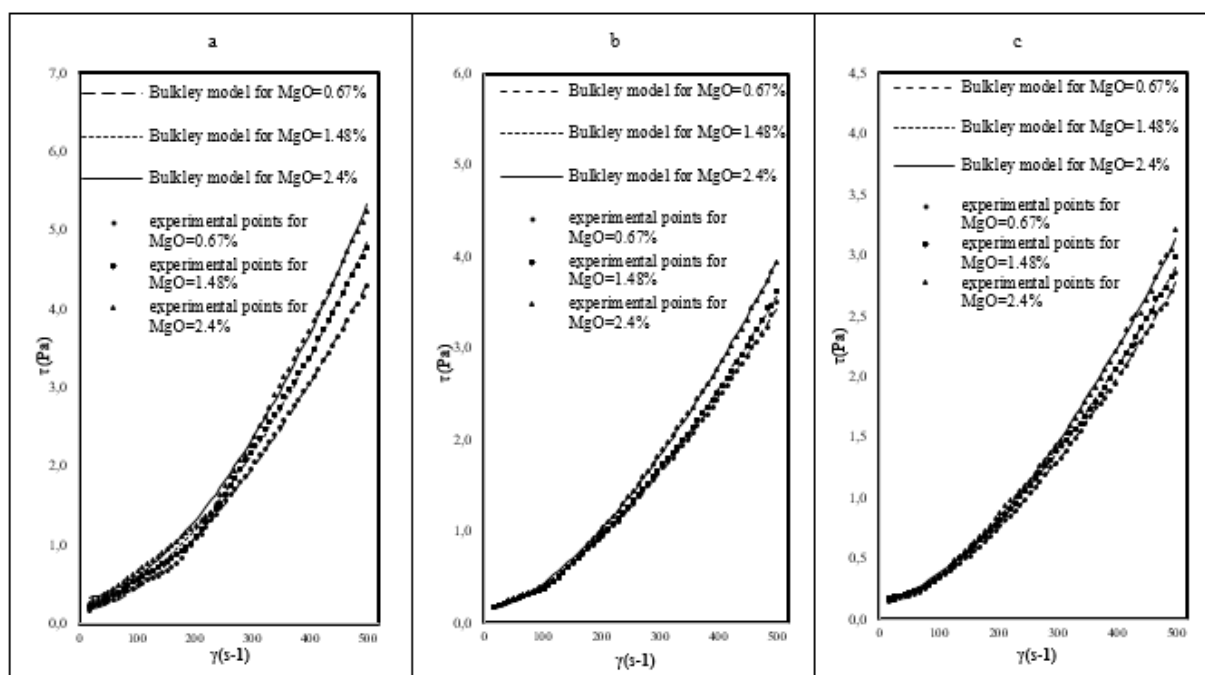 a
7,0
6,0
5,0
4,0
3,0
2,0
1,0
0,0
τ(Pa)
Bulkley model for MgO=0.67%
Bulkley model for MgO=1.48%
Bulkley model for MgO=2.4%
experimental points for
MgO=0.67%
experimental points for
MgO=1.48%
experimental points for
MgO=2.4%
0 100 200 300 400 500
γ(s-1)
b
6,0
5,0
4,0
3,0
2,0
1,0
0,0
τ(Pa)
Bulkley model for MgO=0.67%
Bulkley model for MgO=1.48%
Bulkley model for MgO=2.4%
experimental points for
MgO=0.67%
experimental points for
MgO=1.48%
experimental points for
MgO=2.4%
0 100 200 300 400 500
γ(s-1)
c
4,5
4,0
3,5
3,0
2,5
2,0
1,5
1,0
0,5
0,0
τ(Pa)
Bulkley model for MgO=0.67%
Bulkley model for MgO=1.48%
Bulkley model for MgO=2.4%
experimental points for
MgO=0.67%
experimental points for
MgO=1.48%
experimental points for
MgO=2.4%
0 100 200 300 400 500
γ(s-1)